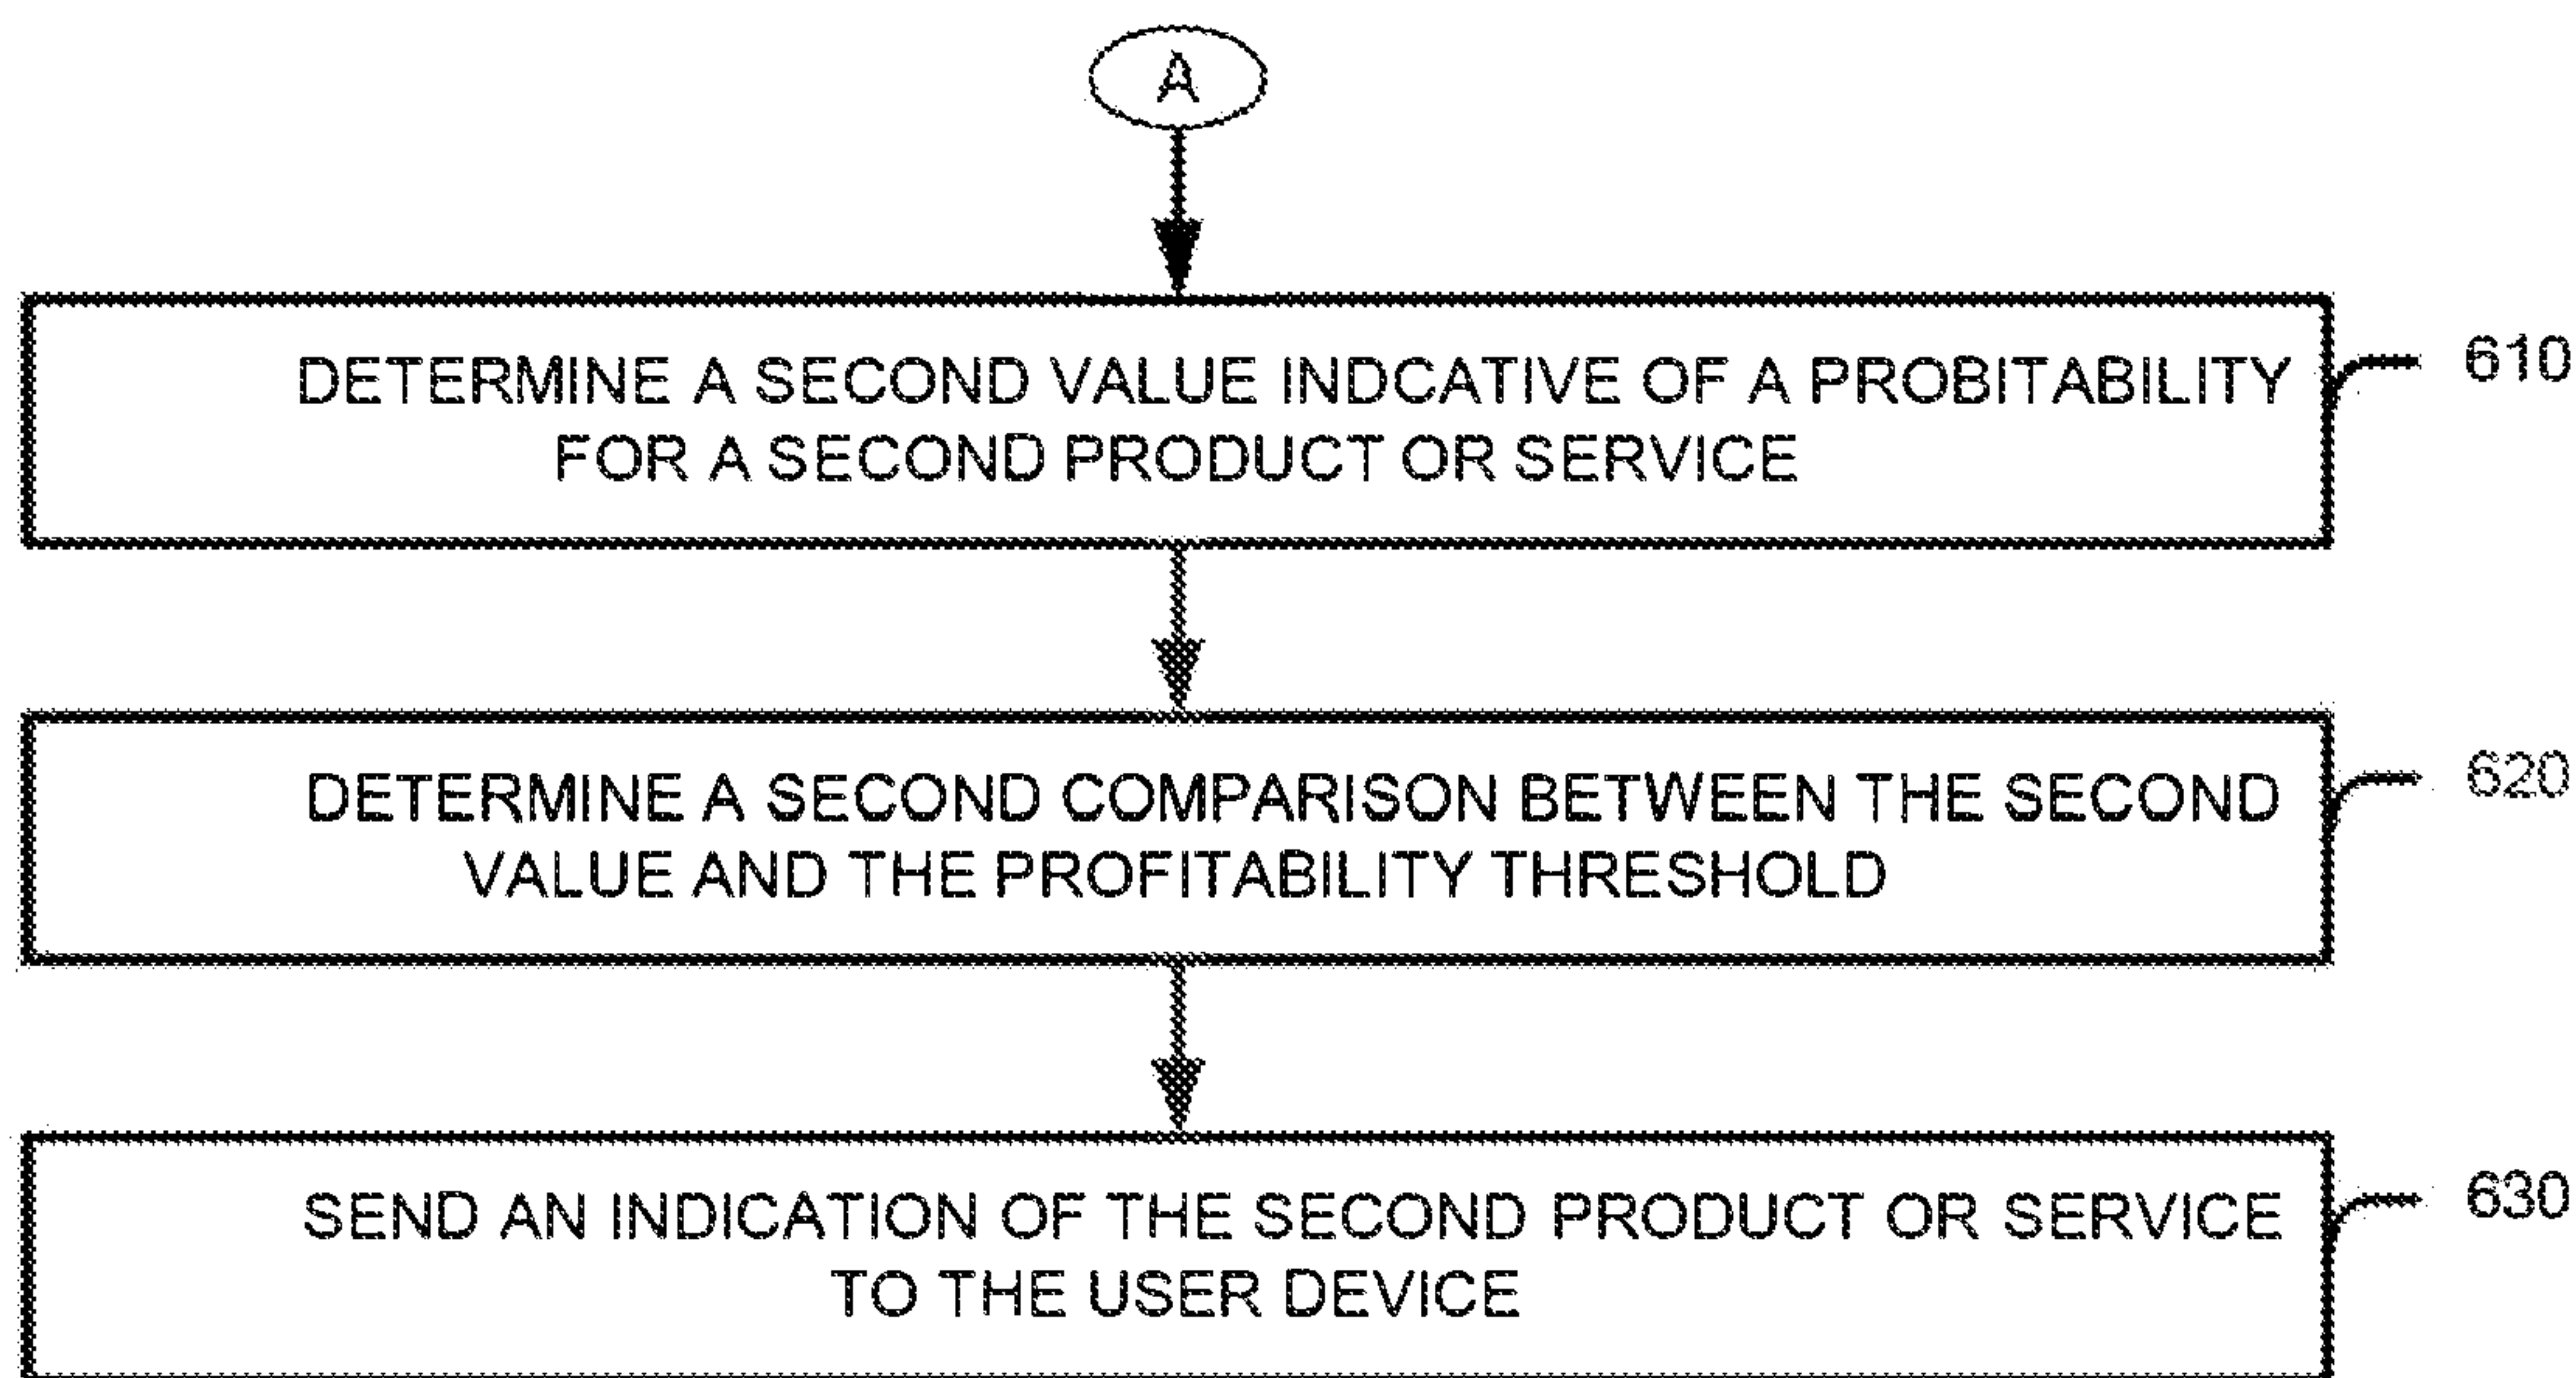 A
DETERMINE A SECOND VALUE INDCATIVE OF A PROBITABILITY
FOR A SECOND PRODUCT OR SERVICE
610
DETERMINE A SECOND COMPARISON BETWEEN THE SECOND
VALUE AND THE PROFITABILITY THRESHOLD
620
SEND AN INDICATION OF THE SECOND PRODUCT OR SERVICE
TO THE USER DEVICE
630